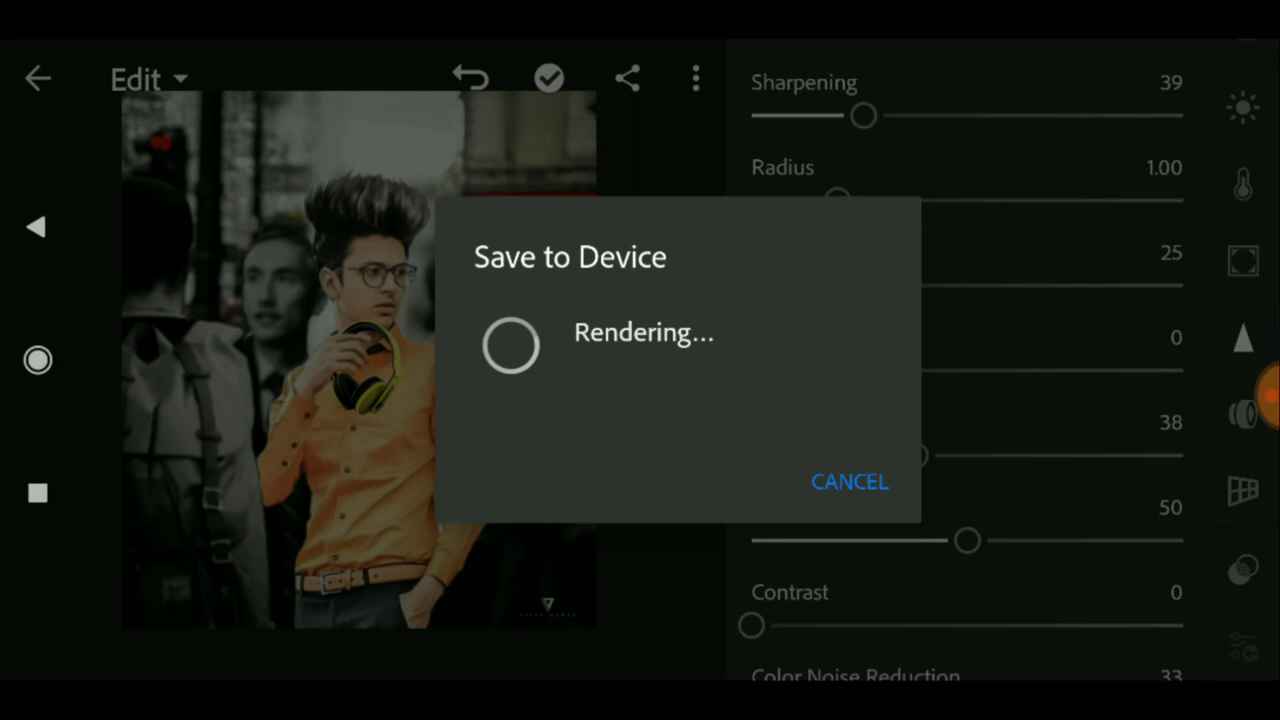 Edit
Sharpening 39
Radius 1.00
25
0
38
50
Contrast 0
Color Noise Reduction 33
Save to Device
Rendering...
CANCEL